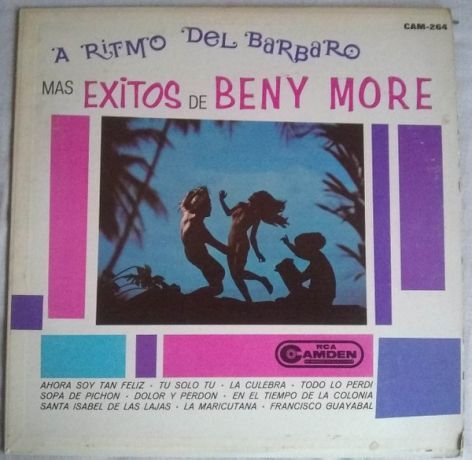 CAM-264
A RITMO DEL BARBARO
MAS EXITOS DE BENY MORE
RCA
CAMDEN
AHORA SOY TAN FELIZ · TU SOLO TU · LA CULEBRA · TODO LO PERDI
SOPA DE PICHON · DOLOR Y PERDON · EN EL TIEMPO DE LA COLONIA
SANTA ISABEL DE LAS LAJAS · LA MARICUTANA · FRANCISCO GUAYABAL